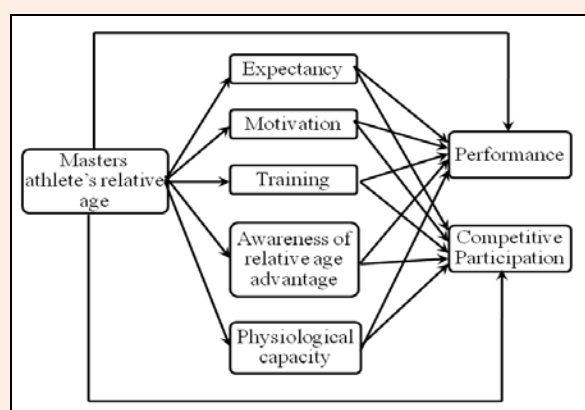 Masters
athlete's relative
age
Expectancy
Motivation
Training
Awareness of
relative age
advantage
Physiological
capacity
Performance
Competitive
Participation